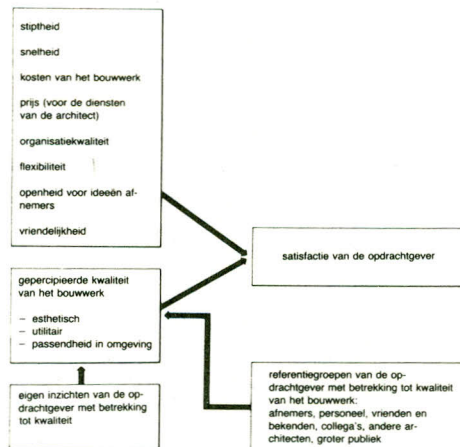 stiptheid
snelheid
kosten van het bouwwerk
prijs (voor de diensten
van de architect)
organisatiekwaliteit
flexibiliteit
openheid voor ideeën af-
nemers
vriendelijkheid
satisfactie van de opdrachtgever
gepercipieerde kwaliteit
van het bouwwerk
– esthetisch
– utilitair
– passendheid in omgeving
eigen inzichten van de op-
drachtgever met betrekking
tot kwaliteit
referentiegroepen van de op-
drachtgever met betrekking tot kwaliteit
van het bouwwerk:
afnemers, personeel, vrienden en
bekenden, collega's, andere ar-
chitecten, groter publiek